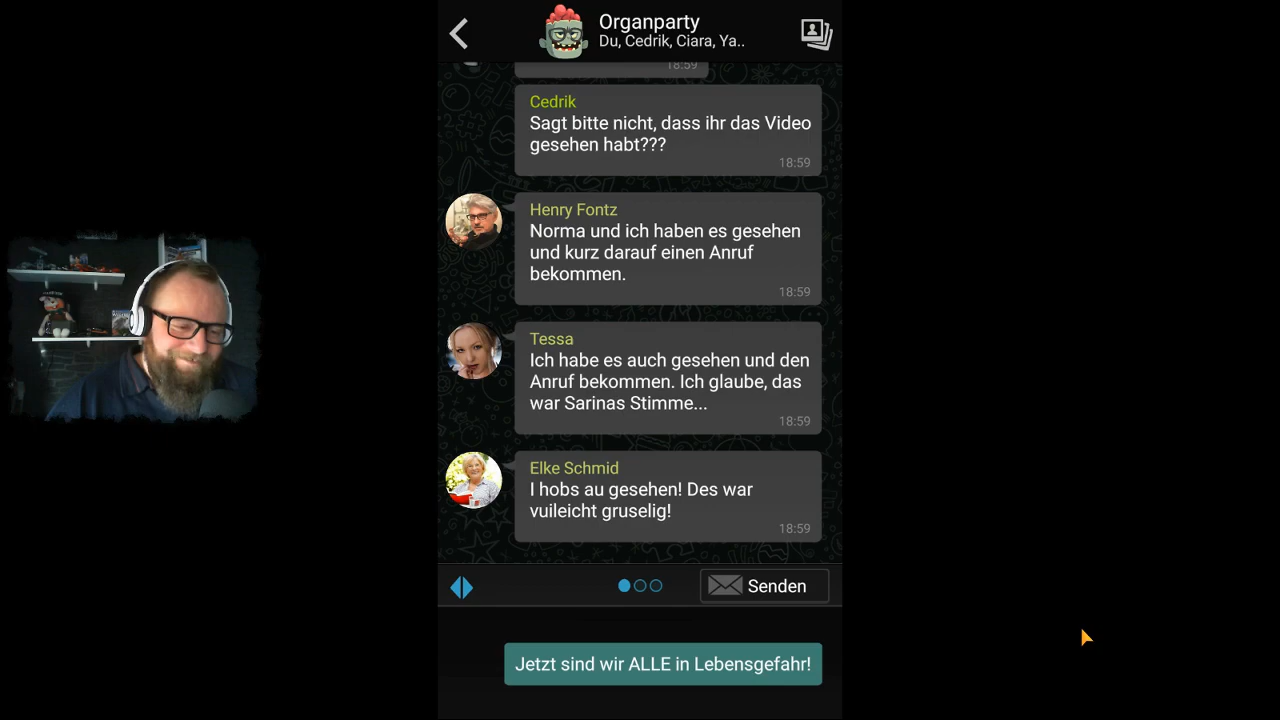 Organparty
Du, Cedrik, Ciara, Ya..
18:59
Cedrik
Sagt bitte nicht, dass ihr das Video
gesehen habt???
18:59
Henry Fontz
Norma und ich haben es gesehen
und kurz darauf einen Anruf
bekommen.
18:59
Tessa
Ich habe es auch gesehen und den
Anruf bekommen. Ich glaube, das
war Sarinas Stimme...
18:59
Elke Schmid
I hobs au gesehen! Des war
vuileicht gruselig!
18:59
Senden
Jetzt sind wir ALLE in Lebensgefahr!